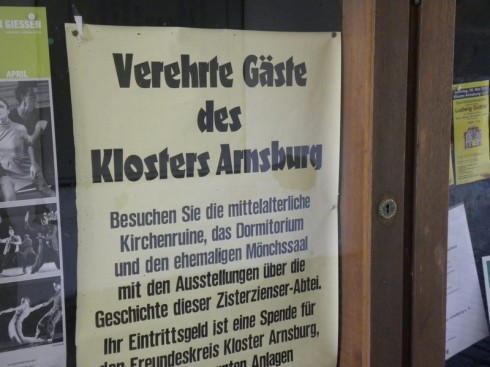 GIESSEN
APRIL
Verehrte Gäste
des
Klosters Arnsburg
Besuchen Sie die mittelalterliche
Kirchenruine, das Dormitorium
und den ehemaligen Mönchssaal
mit den Ausstellungen über die
Geschichte dieser Zisterzienser-Abtei.
Ihr Eintrittsgeld ist eine Spende für
den Freundeskreis Kloster Arnsburg,
Anlagen